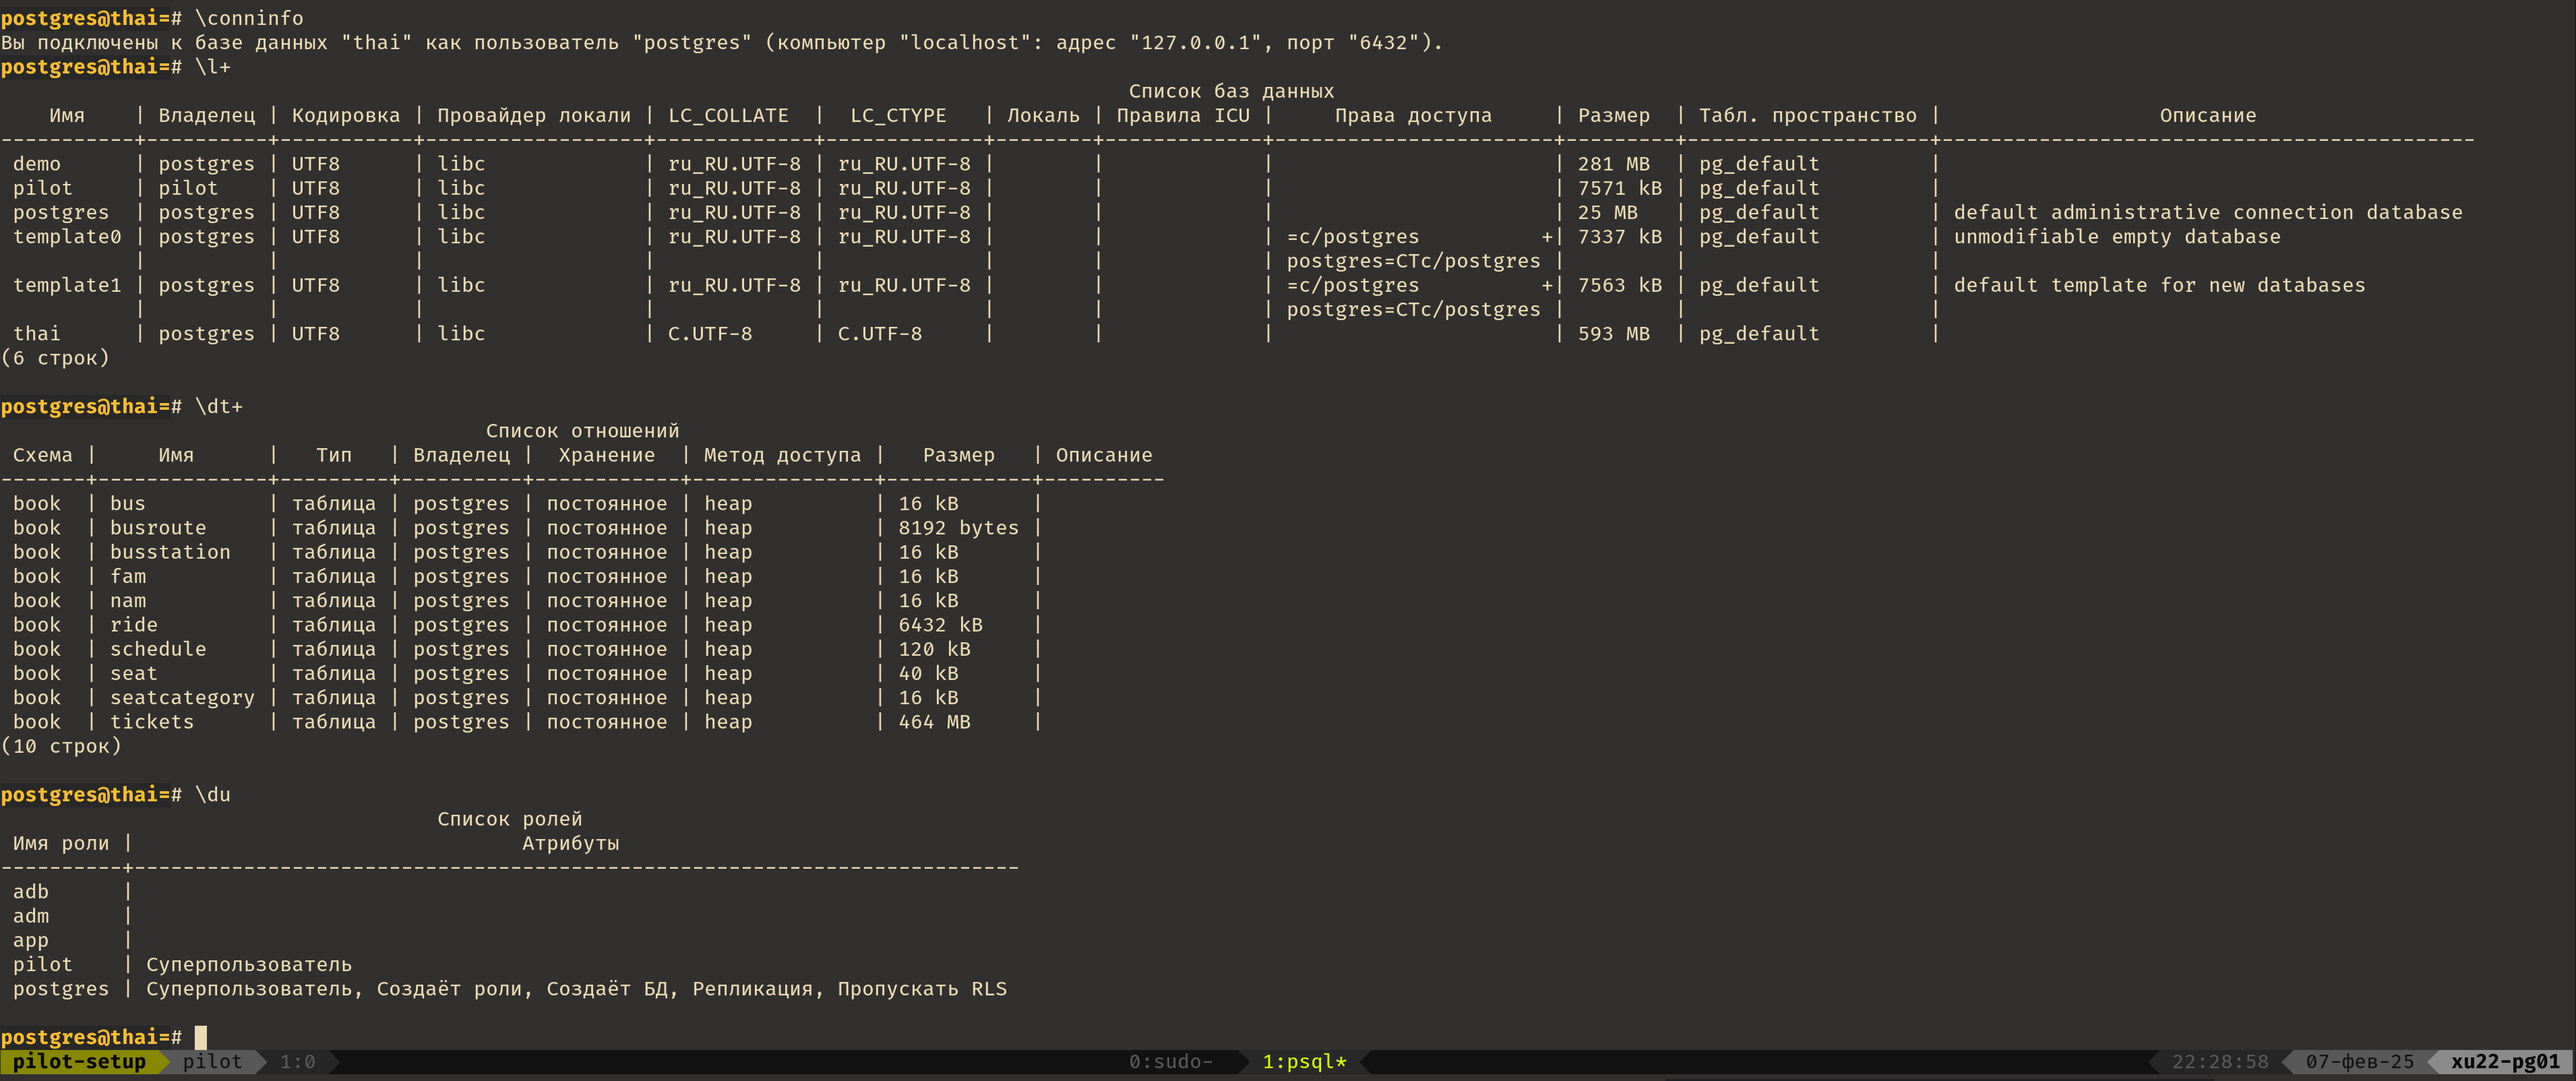 postgres@thai=# \conninfo
Вы подключены к базе данных "thai" как пользователь "postgres" (компьютер "localhost": адрес "127.0.0.1", порт "6432").
postgres@thai=# \l+
Список баз данных
Имя | Владелец | Кодировка | Провайдер локали | LC_COLLATE | LC_CTYPE | Локаль | Правила ICU | Права доступа | Размер | Табл. пространство | Описание
-----------+----------+-----------+------------------+-------------+-------------+--------+-------------+-----------------------+---------+--------------------+--------------------------------------------
demo | postgres | UTF8 | libc | ru_RU.UTF-8 | ru_RU.UTF-8 | | | | 281 MB | pg_default |
pilot | pilot | UTF8 | libc | ru_RU.UTF-8 | ru_RU.UTF-8 | | | | 7571 kB | pg_default |
postgres | postgres | UTF8 | libc | ru_RU.UTF-8 | ru_RU.UTF-8 | | | | 25 MB | pg_default | default administrative connection database
template0 | postgres | UTF8 | libc | ru_RU.UTF-8 | ru_RU.UTF-8 | | | =c/postgres +| 7337 kB | pg_default | unmodifiable empty database
| | | | | | | | postgres=CTc/postgres | | |
template1 | postgres | UTF8 | libc | ru_RU.UTF-8 | ru_RU.UTF-8 | | | =c/postgres +| 7563 kB | pg_default | default template for new databases
| | | | | | | | postgres=CTc/postgres | | |
thai | postgres | UTF8 | libc | C.UTF-8 | C.UTF-8 | | | | 593 MB | pg_default |
(6 строк)
postgres@thai=# \dt+
Список отношений
Схема | Имя | Тип | Владелец | Хранение | Метод доступа | Размер | Описание
-------+--------------+---------+----------+------------+---------------+------------+----------
book | bus | таблица | postgres | постоянное | heap | 16 kB |
book | busroute | таблица | postgres | постоянное | heap | 8192 bytes |
book | busstation | таблица | postgres | постоянное | heap | 16 kB |
book | fam | таблица | postgres | постоянное | heap | 16 kB |
book | nam | таблица | postgres | постоянное | heap | 16 kB |
book | ride | таблица | postgres | постоянное | heap | 6432 kB |
book | schedule | таблица | postgres | постоянное | heap | 120 kB |
book | seat | таблица | postgres | постоянное | heap | 40 kB |
book | seatcategory | таблица | postgres | постоянное | heap | 16 kB |
book | tickets | таблица | postgres | постоянное | heap | 464 MB |
(10 строк)
postgres@thai=# \du
Список ролей
Имя роли | Атрибуты
----------+-------------------------------------------------------------------------
adb |
adm |
app |
pilot | Суперпользователь
postgres | Суперпользователь, Создаёт роли, Создаёт БД, Репликация, Пропускать RLS
postgres@thai=#
pilot-setup pilot 1:0 0:sudo- 1:psql* 22:28:58 07-фев-25 xu22-pg01